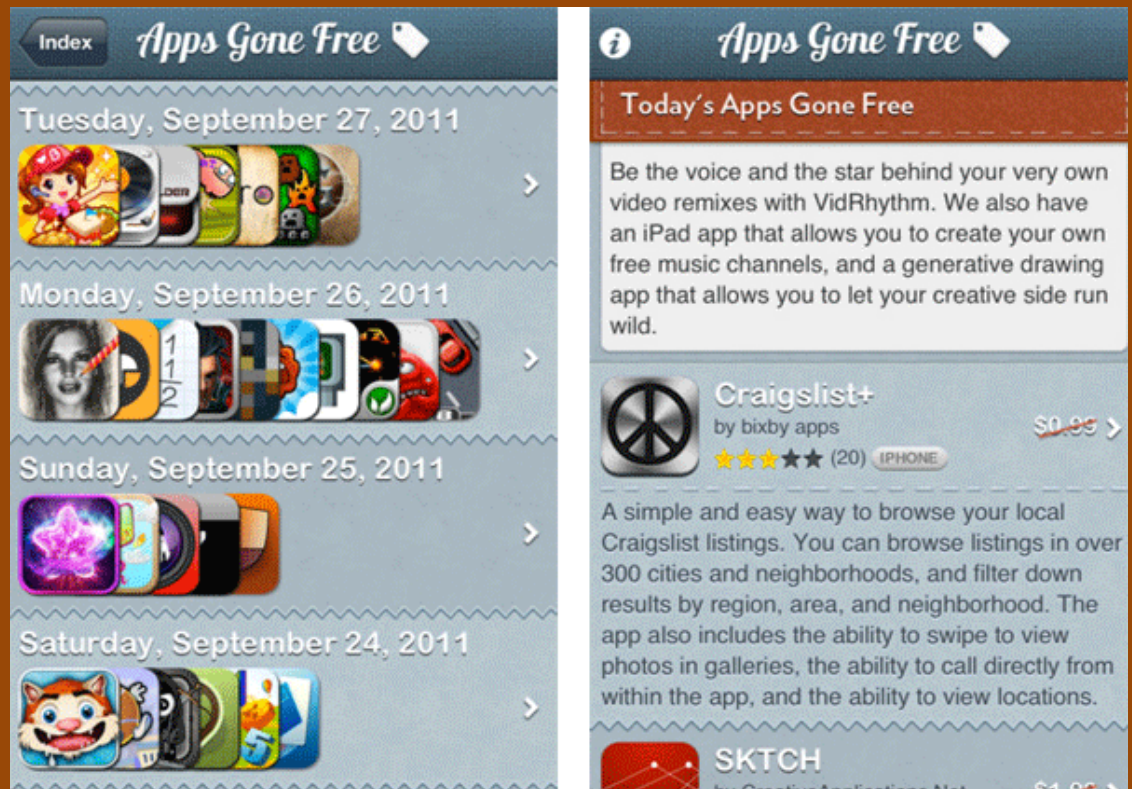 Index
Apps Gone Free
Tuesday, September 27, 2011
Monday, September 26, 2011
1
1
2
Sunday, September 25, 2011
Saturday, September 24, 2011
5
i
Apps Gone Free
Today's Apps Gone Free
Be the voice and the star behind your very own
video remixes with VidRhythm. We also have
an iPad app that allows you to create your own
free music channels, and a generative drawing
app that allows you to let your creative side run
wild.
Craigslist+
by bixby apps
$0.99
(20) IPHONE
A simple and easy way to browse your local
Craigslist listings. You can browse listings in over
300 cities and neighborhoods, and filter down
results by region, area, and neighborhood. The
app also includes the ability to swipe to view
photos in galleries, the ability to call directly from
within the app, and the ability to view locations.
SKTCH